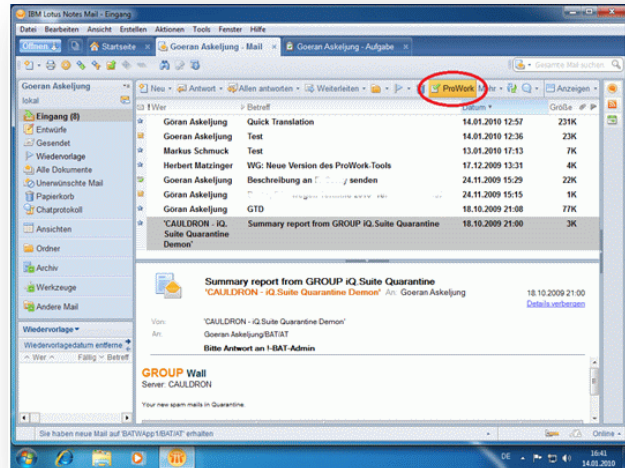 IBM Lotus Notes Mail - Eingang
Datei Bearbeiten Ansicht Erstellen Aktionen Tools Fenster Hilfe
Öffnen Startseite Goeran Askeljung - Mail Goeran Askeljung - Aufgabe
Gesamte Mail suchen
Goeran Askeljung
lokal
Neu Antwort Allen antworten Weiterleiten ProWork Mehr Anzeigen
! Wer Betreff Datum Größe
Eingang (8)
Entwürfe
Gesendet
Wiedervorlage
Alle Dokumente
Unerwünschte Mail
Papierkorb
Chatprotokoll
Ansichten
Ordner
Archiv
Werkzeuge
Andere Mail
Göran Askeljung Quick Translation 14.01.2010 12:57 231K
Göran Askeljung Test 14.01.2010 12:36 23K
Markus Schmuck Test 13.01.2010 17:13 7K
Herbert Matzinger WG: Neue Version des ProWork-Tools 17.12.2009 13:31 4K
Goeran Askeljung Beschreibung an senden 24.11.2009 15:29 22K
Göran Askeljung 24.11.2009 15:15 1K
Göran Askeljung GTD 18.10.2009 21:08 77K
'CAULDRON - iQ. Summary report from GROUP iQ.Suite Quarantine 18.10.2009 21:00 3K
Suite Quarantine
Demon'
Summary report from GROUP iQ.Suite Quarantine
'CAULDRON - iQ.Suite Quarantine Demon' An: Goeran Askeljung
18.10.2009 21:00
Details verbergen
Von: 'CAULDRON - iQ.Suite Quarantine Demon'
An: Goeran Askeljung/BAT/AT
Bitte Antwort an !-BAT-Admin
Wiedervorlage
Wiedervorlagedatum entferne
Wer Fällig Betreff
GROUP Wall
Server: CAULDRON
Your new spam mails in Quarantine.
Sie haben neue Mail auf 'BATWApp1/BAT/AT' erhalten
Online
DE
16:41
14.01.2010